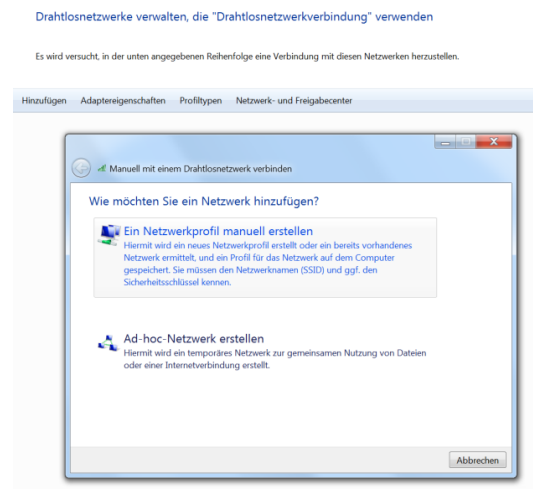 Drahtlosnetzwerke verwalten, die "Drahtlosnetzwerkverbindung" verwenden
Es wird versucht, in der unten angegebenen Reihenfolge eine Verbindung mit diesen Netzwerken herzustellen.
Hinzufügen Adaptereigenschaften Profiltypen Netzwerk- und Freigabecenter
Manuell mit einem Drahtlosnetzwerk verbinden
Wie möchten Sie ein Netzwerk hinzufügen?
Ein Netzwerkprofil manuell erstellen
Hiermit wird ein neues Netzwerkprofil erstellt oder ein bereits vorhandenes
Netzwerk ermittelt, und ein Profil für das Netzwerk auf dem Computer
gespeichert. Sie müssen den Netzwerknamen (SSID) und ggf. den
Sicherheitsschlüssel kennen.
Ad-hoc-Netzwerk erstellen
Hiermit wird ein temporäres Netzwerk zur gemeinsamen Nutzung von Dateien
oder einer Internetverbindung erstellt.
Abbrechen